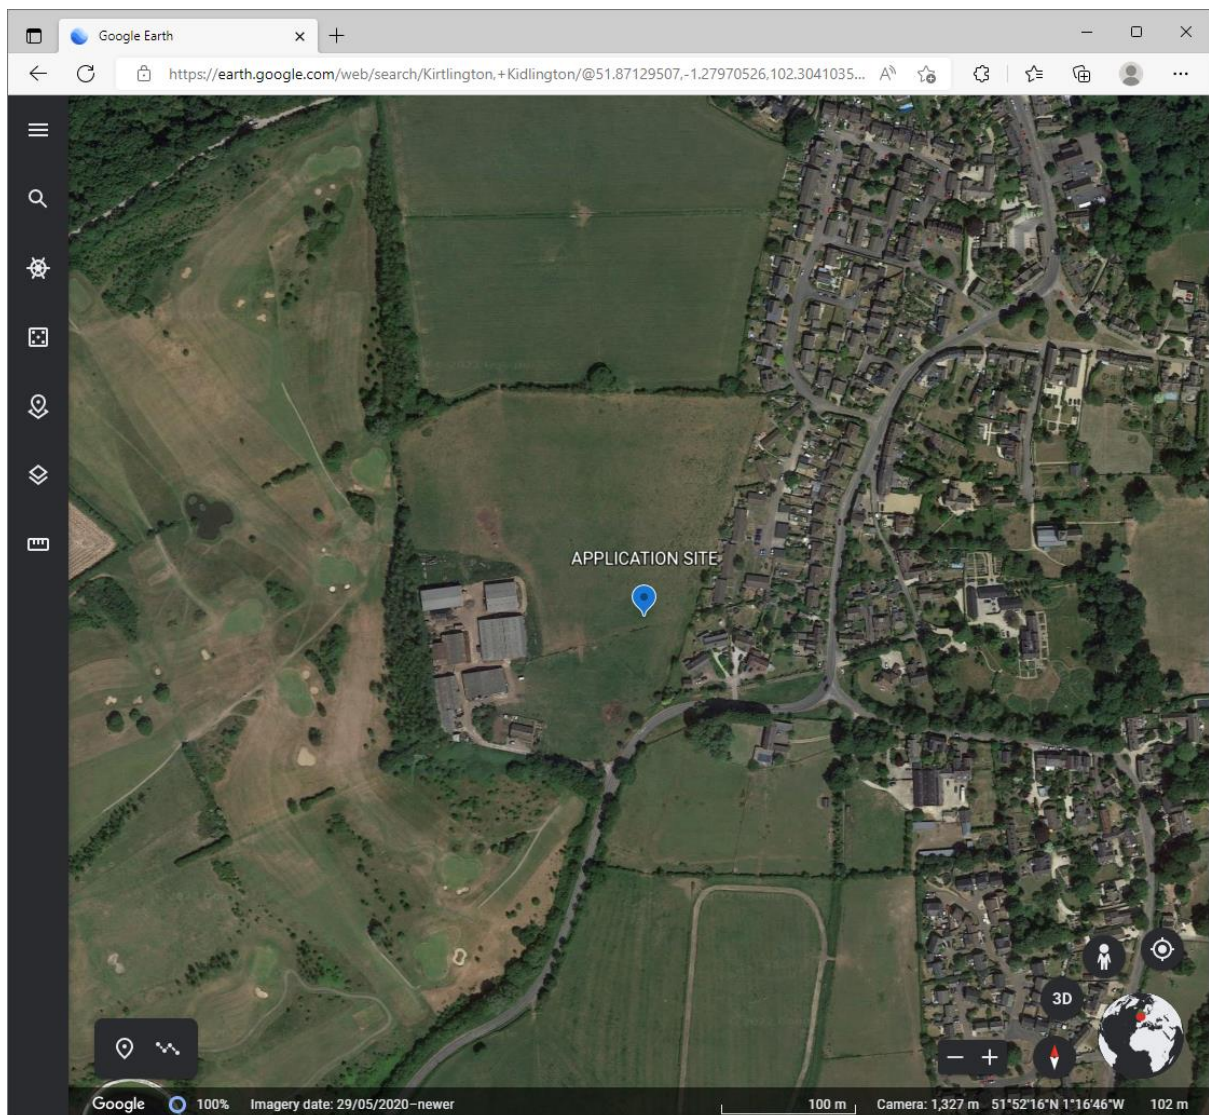 Google Earth
https://earth.google.com/web/search/Kirtlington,+Kidlington/@51.87129507,-1.27970526,102.3041035...
APPLICATION SITE
3D
Google 100% Imagery date: 29/05/2020–newer 100 m Camera: 1,327 m 51°52'16"N 1°16'46"W 102 m